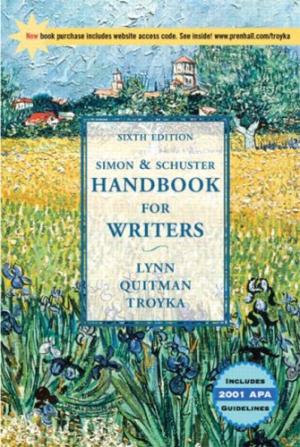 New book purchase includes website access code. See inside! www.prenhall.com/troyka
SIXTH EDITION
SIMON & SCHUSTER
HANDBOOK
FOR
WRITERS
LYNN
QUITMAN
TROYKA
INCLUDES
2001 APA
GUIDELINES